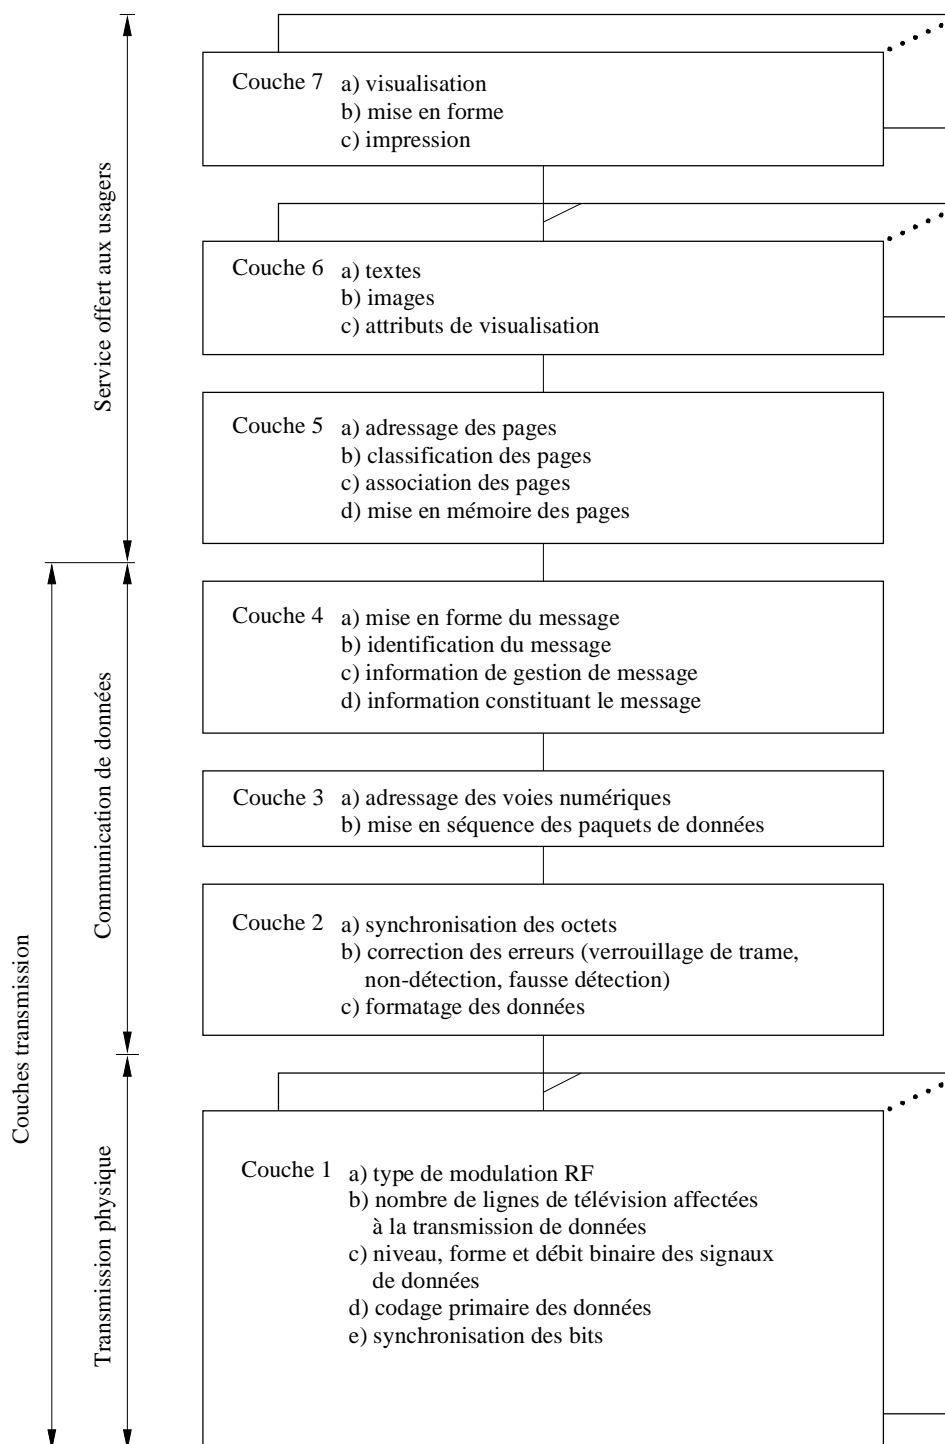 Couche 7 a) visualisation
b) mise en forme
c) impression
Service offert aux usagers
Couche 6 a) textes
b) images
c) attributs de visualisation
Couche 5 a) adressage des pages
b) classification des pages
c) association des pages
d) mise en mémoire des pages
Couche 4 a) mise en forme du message
b) identification du message
c) information de gestion de message
d) information constituant le message
Communication de données
Couche 3 a) adressage des voies numériques
b) mise en séquence des paquets de données
Couche 2 a) synchronisation des octets
b) correction des erreurs (verrouillage de trame,
non-détection, fausse détection)
c) formatage des données
Couches transmission
Transmission physique
Couche 1 a) type de modulation RF
b) nombre de lignes de télévision affectées
à la transmission de données
c) niveau, forme et débit binaire des signaux
de données
d) codage primaire des données
e) synchronisation des bits